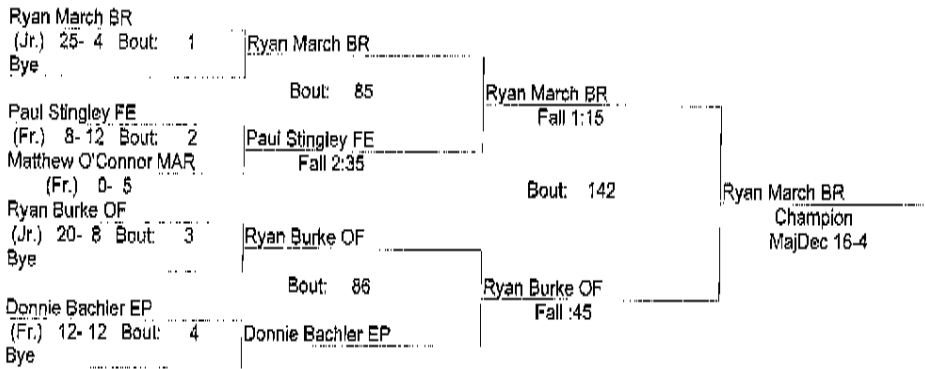 Ryan March BR
(Jr.) 25- 4 Bout: 1
Bye
Ryan March BR
Bout: 85
Paul Stingley FE
(Fr.) 8- 12 Bout: 2
Matthew O'Connor MAR
(Fr.) 0- 5
Paul Stingley FE
Fall 2:35
Ryan March BR
Fall 1:15
Ryan Burke OF
(Jr.) 20- 8 Bout: 3
Bye
Ryan Burke OF
Bout: 86
Donnie Bachler EP
(Fr.) 12- 12 Bout: 4
Bye
Donnie Bachler EP
Ryan Burke OF
Fall :45
Bout: 142
Ryan March BR
Champion
MajDec 16-4